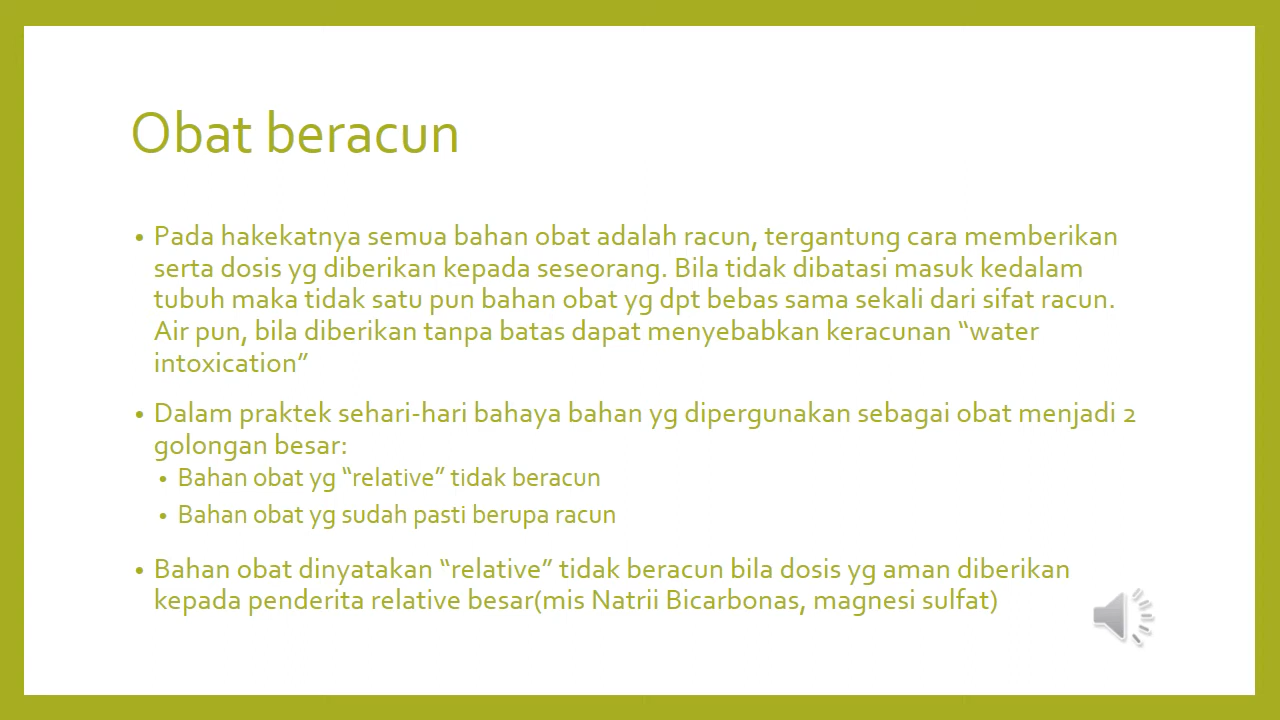 Obat beracun
• Pada hakekatnya semua bahan obat adalah racun, tergantung cara memberikan
serta dosis yg diberikan kepada seseorang. Bila tidak dibatasi masuk kedalam
tubuh maka tidak satu pun bahan obat yg dpt bebas sama sekali dari sifat racun.
Air pun, bila diberikan tanpa batas dapat menyebabkan keracunan “water
intoxication”
• Dalam praktek sehari-hari bahaya bahan yg dipergunakan sebagai obat menjadi 2
golongan besar:
• Bahan obat yg “relative” tidak beracun
• Bahan obat yg sudah pasti berupa racun
• Bahan obat dinyatakan “relative” tidak beracun bila dosis yg aman diberikan
kepada penderita relative besar(mis Natrii Bicarbonas, magnesi sulfat)